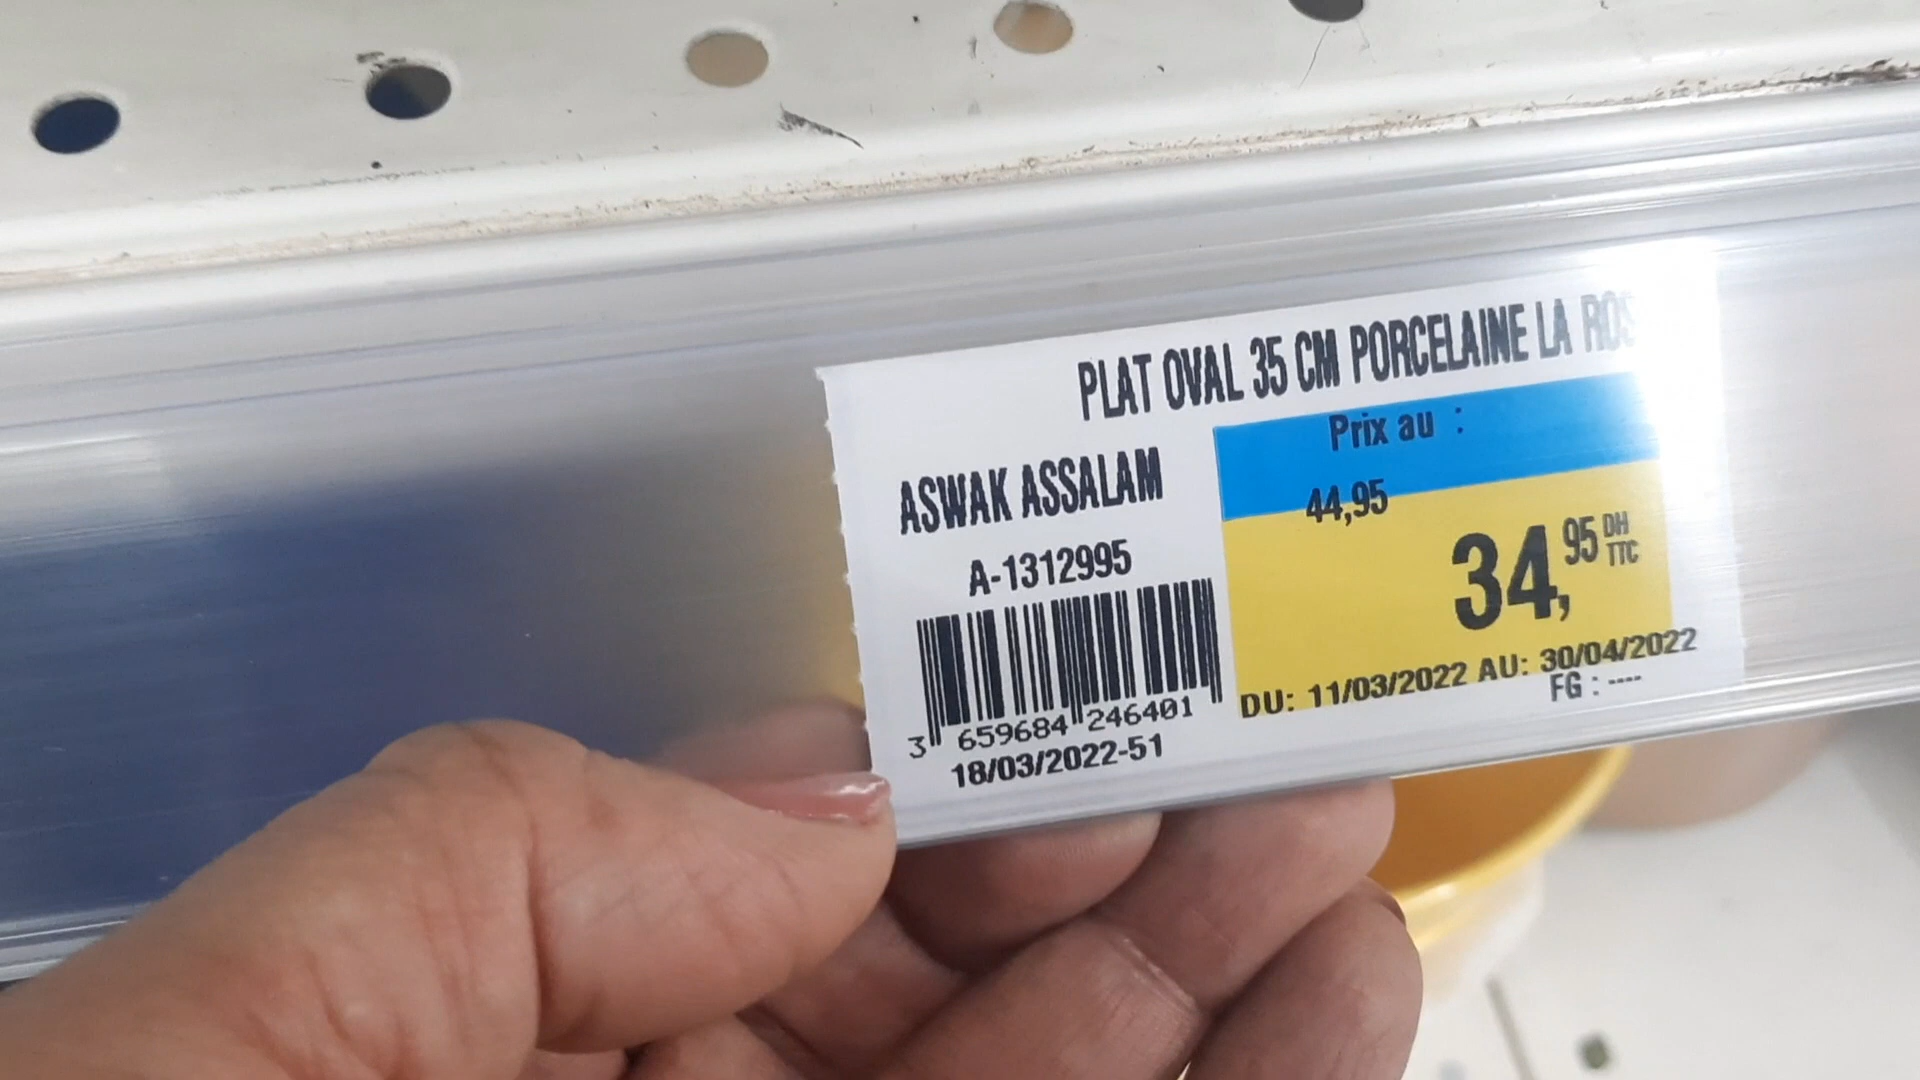 PLAT OVAL 35 CM PORCELAINE LA
ASWAK ASSALAM
A-1312995
3 659684 246401
18/03/2022-51
Prix au :
44,95
34,95 DH TTC
DU: 11/03/2022 AU: 30/04/2022
FG : ----